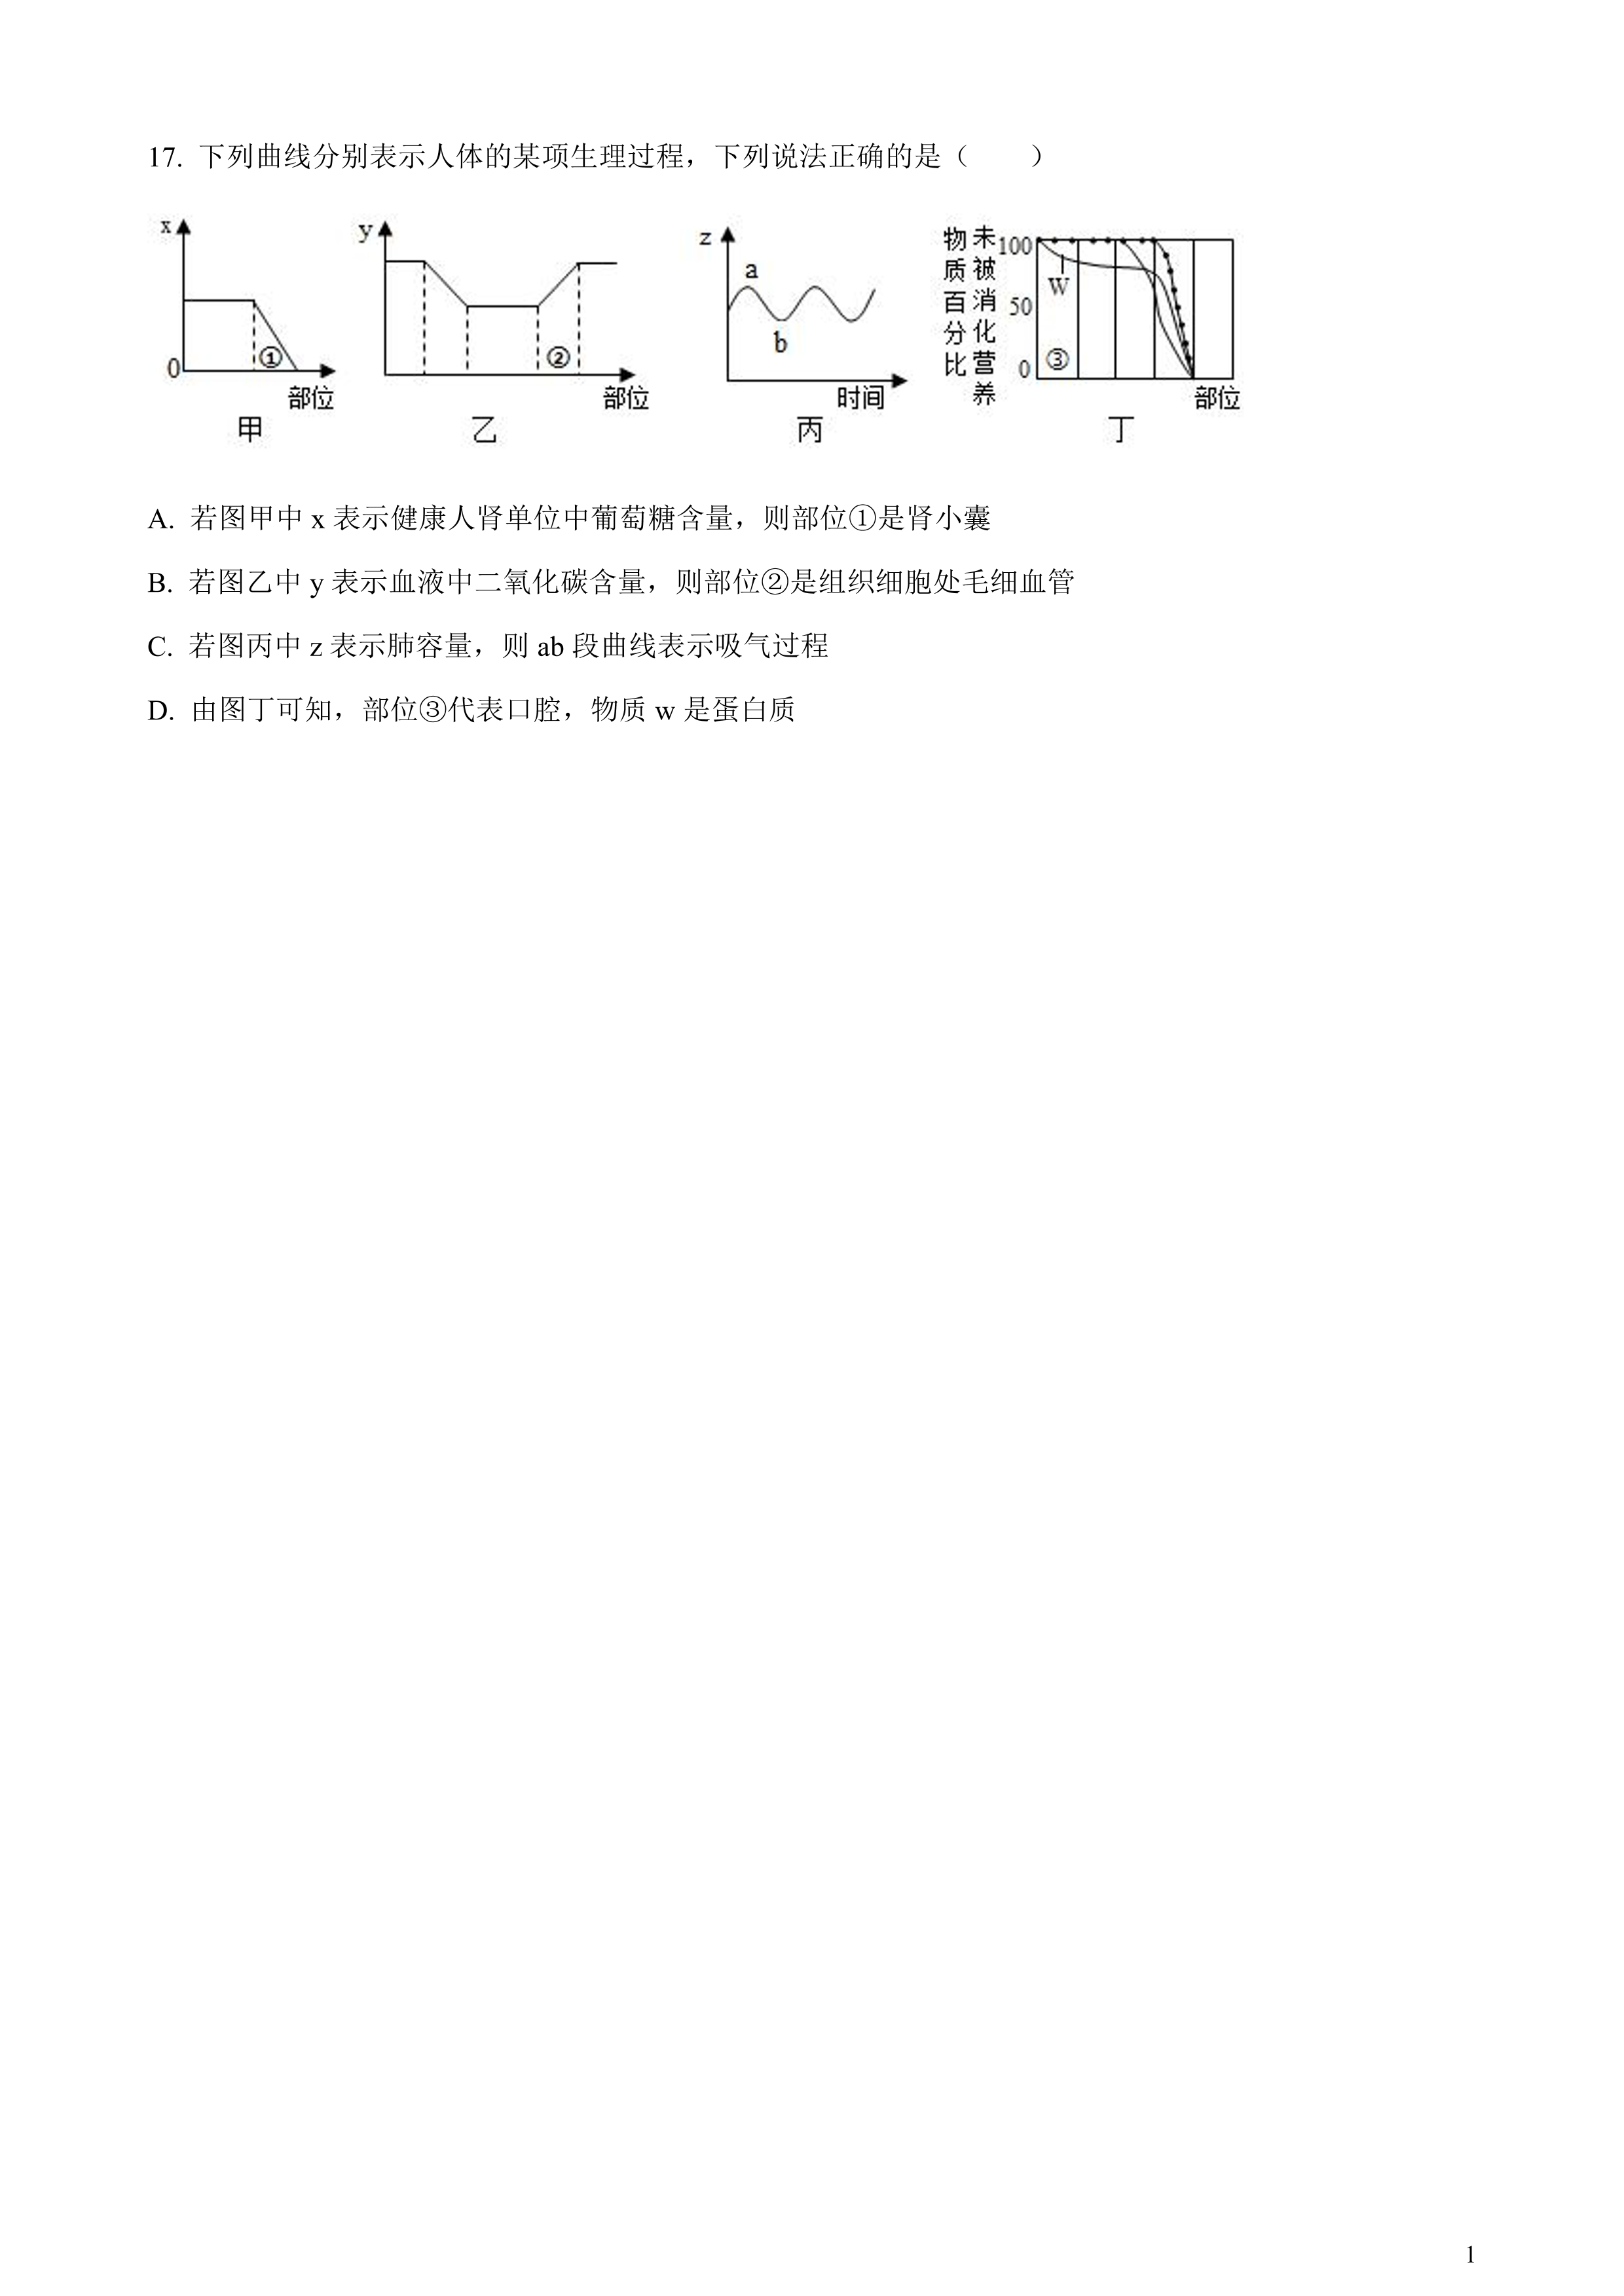 17. 下列曲线分别表示人体的某项生理过程，下列说法正确的是（　　）
x
0
①
部位
甲
y
②
部位
乙
z
a
b
时间
丙
未被消化营养
物质百分比
100
50
0
W
③
部位
丁
A. 若图甲中 x 表示健康人肾单位中葡萄糖含量，则部位①是肾小囊
B. 若图乙中 y 表示血液中二氧化碳含量，则部位②是组织细胞处毛细血管
C. 若图丙中 z 表示肺容量，则 ab 段曲线表示吸气过程
D. 由图丁可知，部位③代表口腔，物质 w 是蛋白质
1